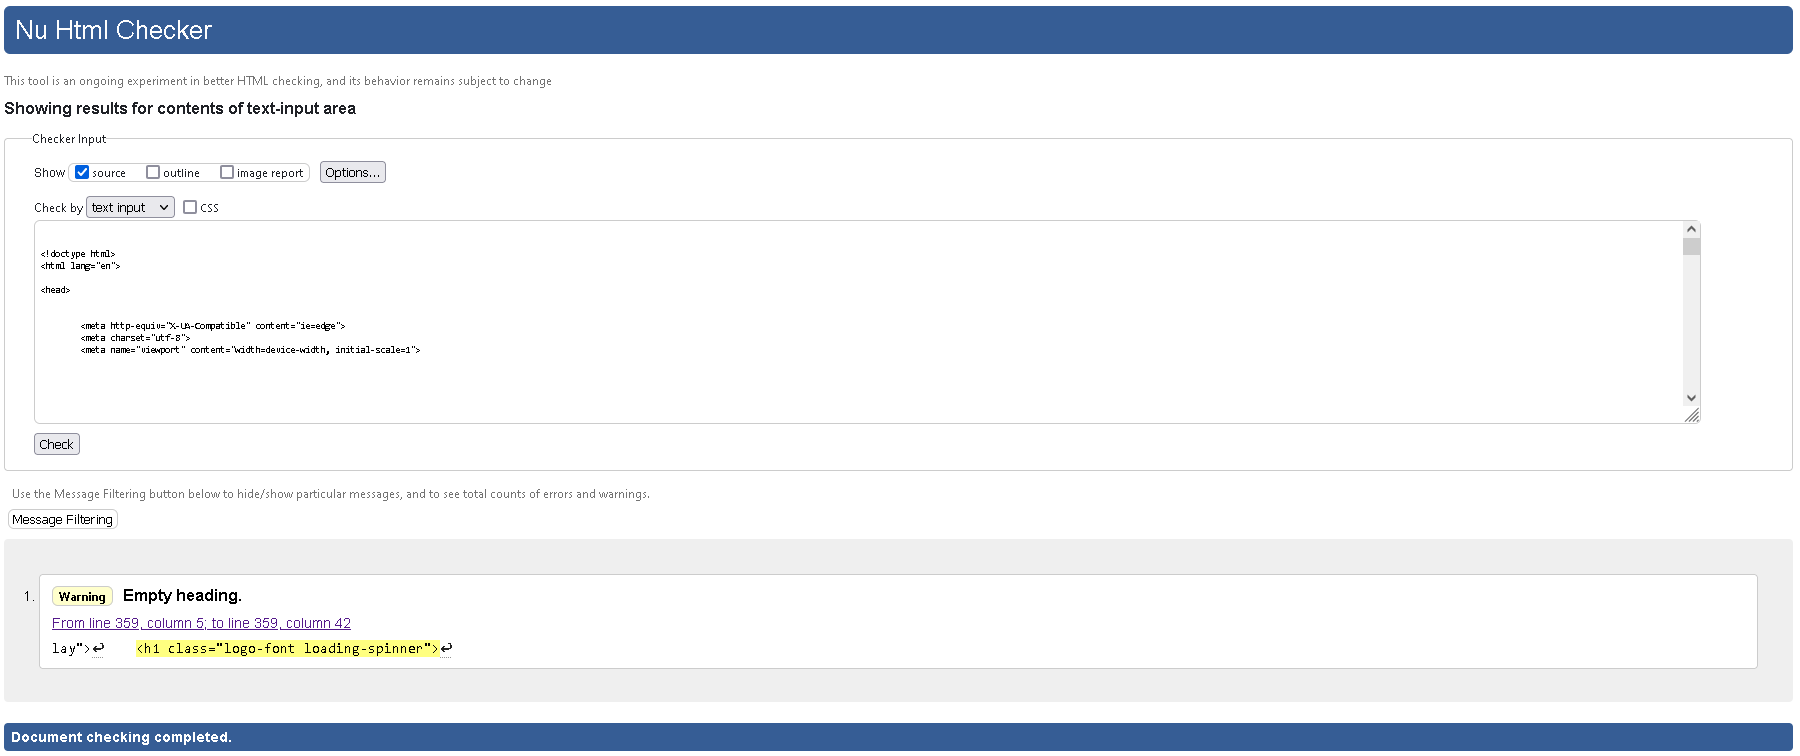 Nu Html Checker
This tool is an ongoing experiment in better HTML checking, and its behavior remains subject to change
Showing results for contents of text-input area
Checker Input
Show source outline image report Options...
Check by text input CSS
<!doctype html>
<html lang="en">
<head>
<meta http-equiv="X-UA-Compatible" content="ie=edge">
<meta charset="utf-8">
<meta name="viewport" content="width=device-width, initial-scale=1">
Check
Use the Message Filtering button below to hide/show particular messages, and to see total counts of errors and warnings.
Message Filtering
1. Warning Empty heading.
From line 359, column 5; to line 359, column 42
lay">↩ <h1 class="logo-font loading-spinner">↩
Document checking completed.